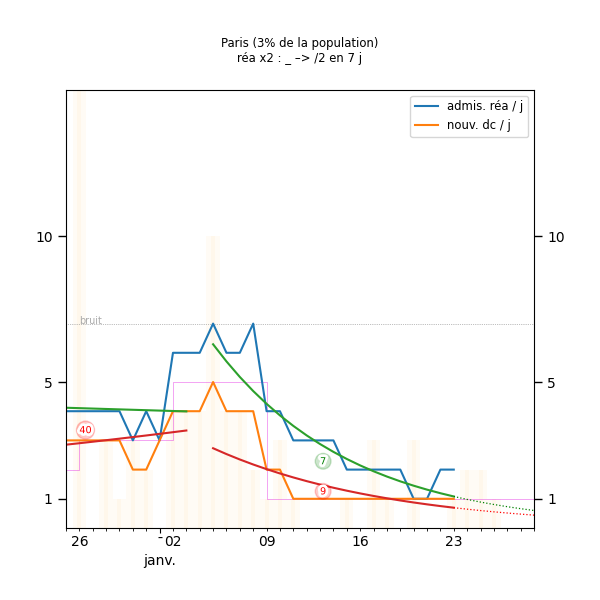 Paris (3% de la population)
réa x2 : _ –> /2 en 7 j
admis. réa / j
nouv. dc / j
10
10
bruit
5
5
40
7
9
1
1
26
02
09
16
23
janv.